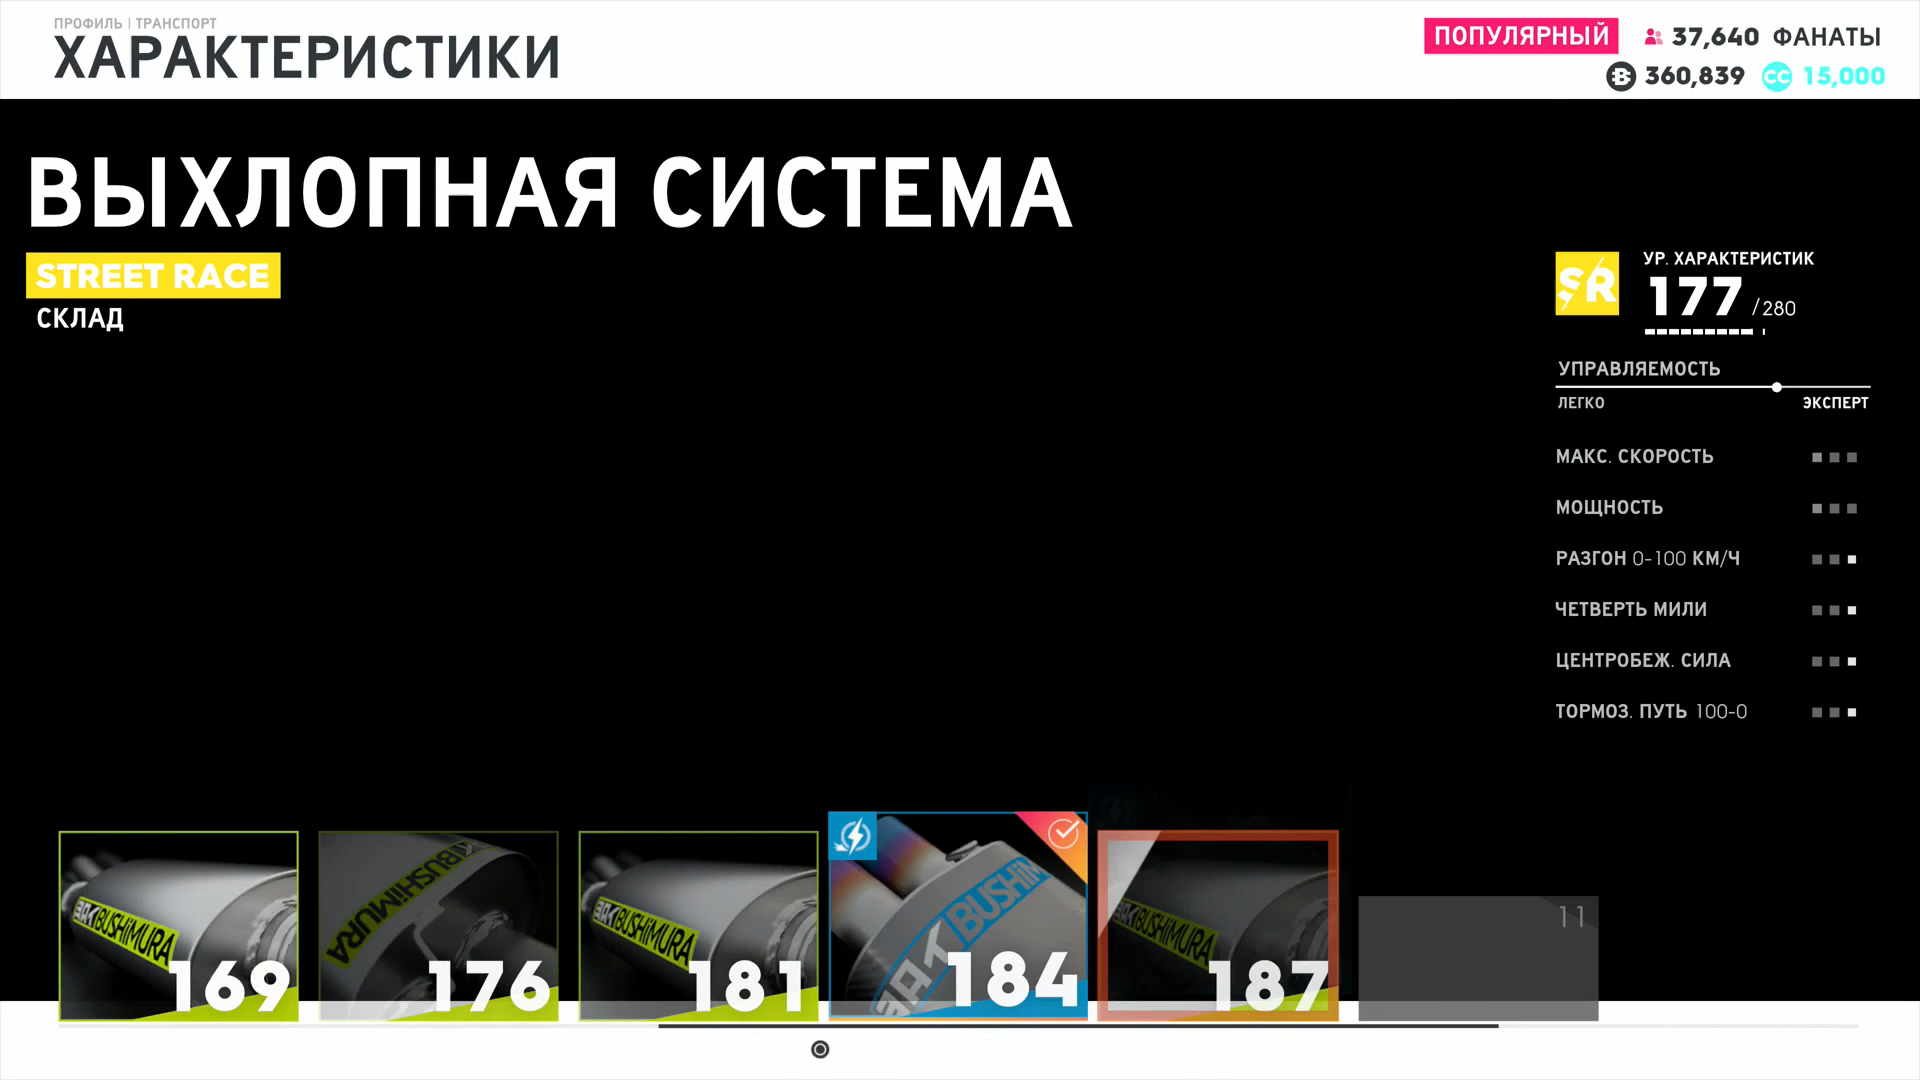 ПРОФИЛЬ | ТРАНСПОРТ
ХАРАКТЕРИСТИКИ
ПОПУЛЯРНЫЙ 37,640 ФАНАТЫ
360,839 CC 15,000
ВЫХЛОПНАЯ СИСТЕМА
STREET RACE
СКЛАД
SR УР. ХАРАКТЕРИСТИК
177 /280
УПРАВЛЯЕМОСТЬ
ЛЕГКО ЭКСПЕРТ
МАКС. СКОРОСТЬ
МОЩНОСТЬ
РАЗГОН 0-100 КМ/Ч
ЧЕТВЕРТЬ МИЛИ
ЦЕНТРОБЕЖ. СИЛА
ТОРМОЗ. ПУТЬ 100-0
BUSHiMURA 169
BUSHiMURA 176
BUSHiMURA 181
BUSHiM 184
BUSHiMURA 187
11